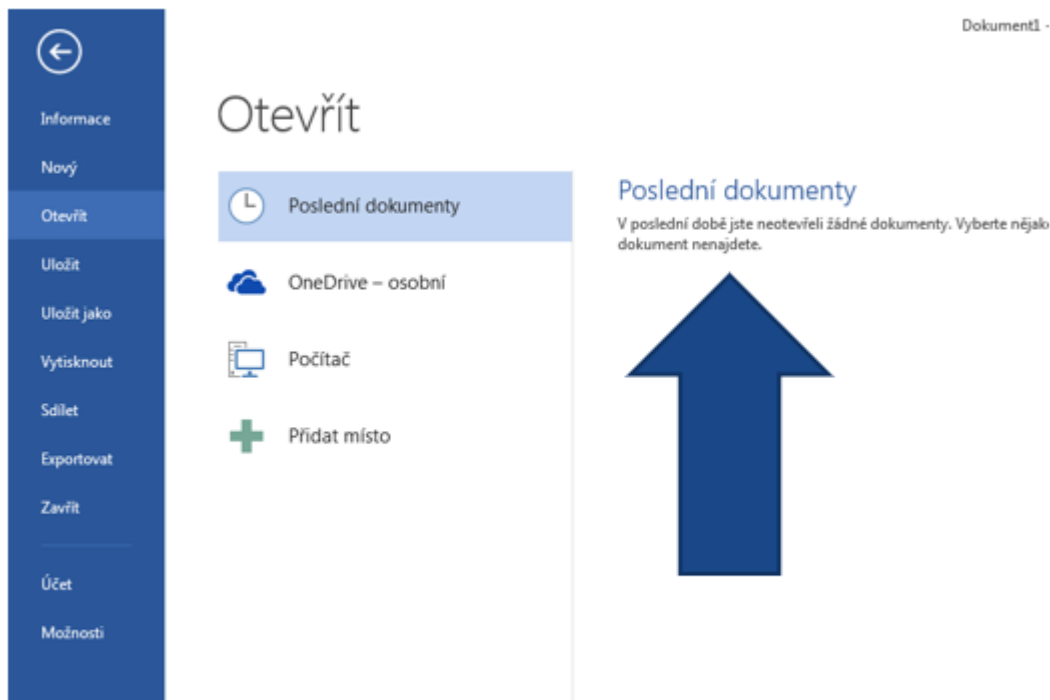 Dokument1 -
Informace
Nový
Otevřít
Uložit
Uložit jako
Vytisknout
Sdílet
Exportovat
Zavřít
Účet
Možnosti
Otevřít
Poslední dokumenty
OneDrive – osobní
Počítač
Přidat místo
Poslední dokumenty
V poslední době jste neotevřeli žádné dokumenty. Vyberte
dokument nenajdete.